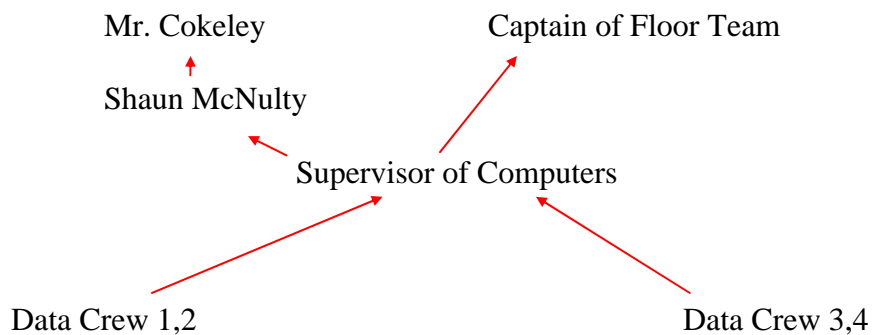 Mr. Cokeley
Captain of Floor Team
Shaun McNulty
Supervisor of Computers
Data Crew 1,2
Data Crew 3,4